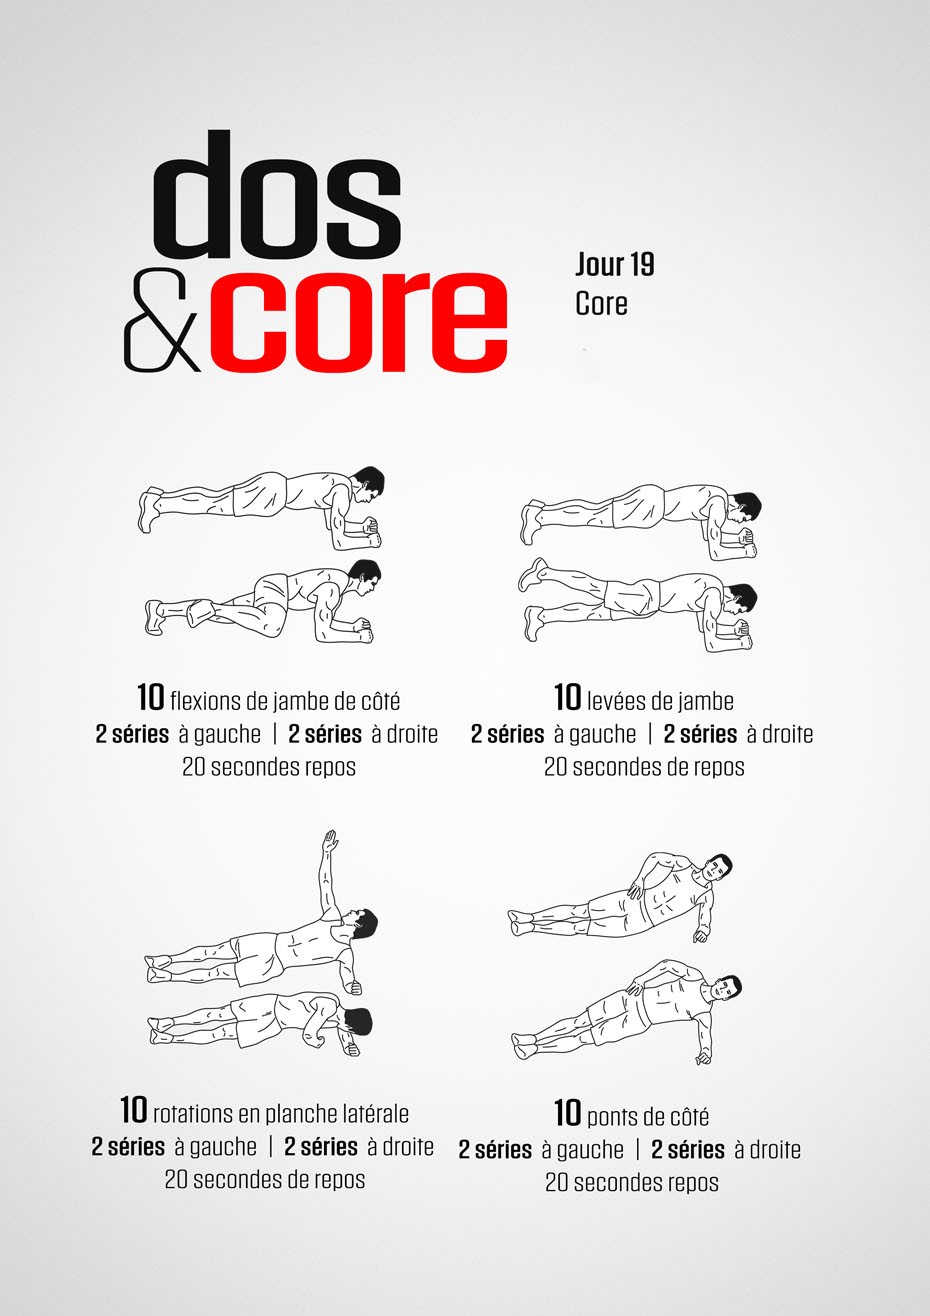 dos
&core
Jour 19
Core
10 flexions de jambe de côté
2 séries à gauche | 2 séries à droite
20 secondes repos
10 levées de jambe
2 séries à gauche | 2 séries à droite
20 secondes de repos
10 rotations en planche latérale
2 séries à gauche | 2 séries à droite
20 secondes de repos
10 ponts de côté
2 séries à gauche | 2 séries à droite
20 secondes repos